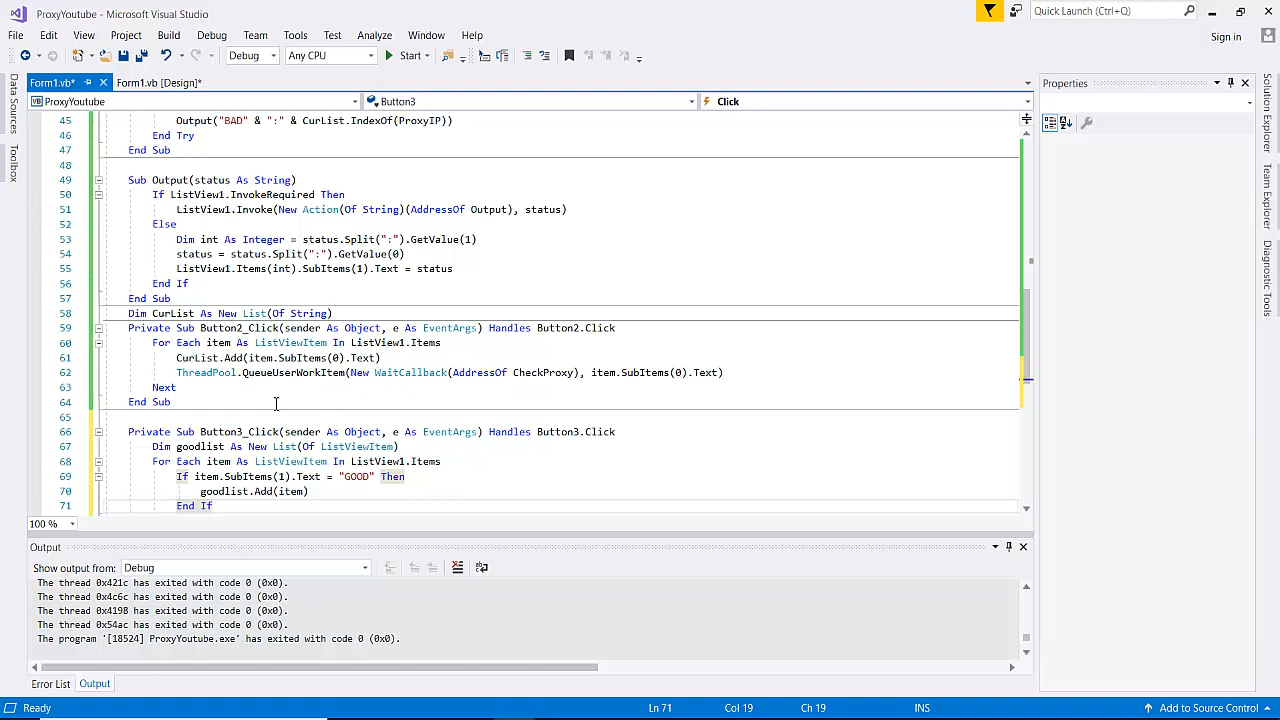 ProxyYoutube - Microsoft Visual Studio
Quick Launch (Ctrl+Q)
File Edit View Project Build Debug Team Tools Test Analyze Window Help
Sign in
Debug Any CPU Start
Form1.vb* Form1.vb [Design]*
Properties
ProxyYoutube Button3 Click
Data Sources
Toolbox
Solution Explorer
Team Explorer
Diagnostic Tools
45 Output("BAD" & ":" & CurList.IndexOf(ProxyIP))
46 End Try
47 End Sub
48
49 Sub Output(status As String)
50 If ListView1.InvokeRequired Then
51 ListView1.Invoke(New Action(Of String)(AddressOf Output), status)
52 Else
53 Dim int As Integer = status.Split(":").GetValue(1)
54 status = status.Split(":").GetValue(0)
55 ListView1.Items(int).SubItems(1).Text = status
56 End If
57 End Sub
58 Dim CurList As New List(Of String)
59 Private Sub Button2_Click(sender As Object, e As EventArgs) Handles Button2.Click
60 For Each item As ListViewItem In ListView1.Items
61 CurList.Add(item.SubItems(0).Text)
62 ThreadPool.QueueUserWorkItem(New WaitCallback(AddressOf CheckProxy), item.SubItems(0).Text)
63 Next
64 End Sub
65
66 Private Sub Button3_Click(sender As Object, e As EventArgs) Handles Button3.Click
67 Dim goodlist As New List(Of ListViewItem)
68 For Each item As ListViewItem In ListView1.Items
69 If item.SubItems(1).Text = "GOOD" Then
70 goodlist.Add(item)
71 End If
100 %
Output
Show output from: Debug
The thread 0x421c has exited with code 0 (0x0).
The thread 0x4c6c has exited with code 0 (0x0).
The thread 0x4198 has exited with code 0 (0x0).
The thread 0x54ac has exited with code 0 (0x0).
The program '[18524] ProxyYoutube.exe' has exited with code 0 (0x0).
Error List Output
Ready Ln 71 Col 19 Ch 19 INS Add to Source Control